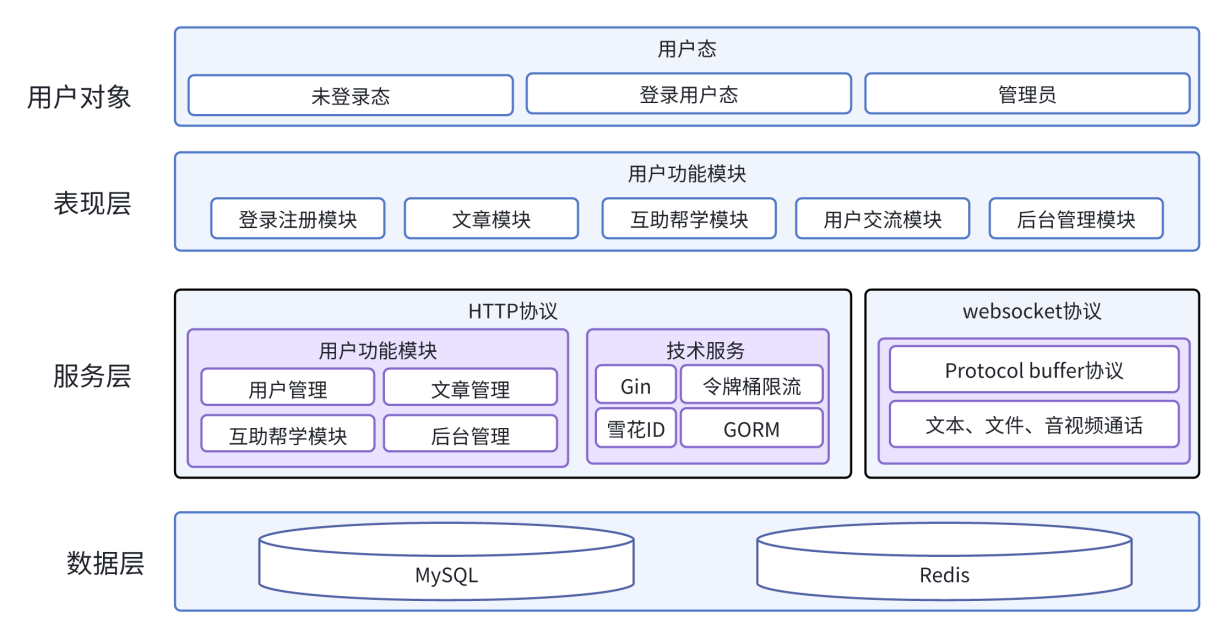 用户对象
用户态
未登录态
登录用户态
管理员
表现层
用户功能模块
登录注册模块
文章模块
互助帮学模块
用户交流模块
后台管理模块
服务层
HTTP协议
用户功能模块
用户管理
文章管理
互助帮学模块
后台管理
技术服务
Gin
令牌桶限流
雪花ID
GORM
websocket协议
Protocol buffer协议
文本、文件、音视频通话
数据层
MySQL
Redis